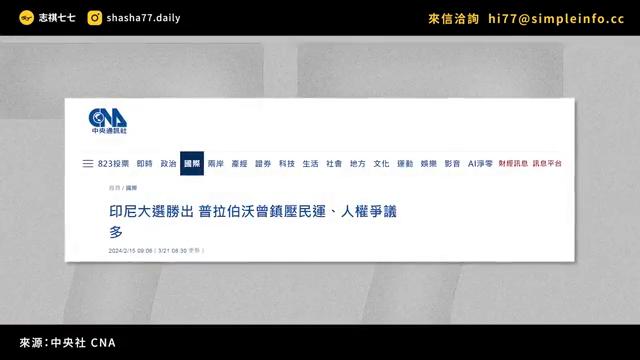 志祺七七 shasha77.daily 來信洽詢 hi77@simpleinfo.cc
CNA
中央通訊社
823投票 即時 政治 國際 兩岸 產經 證券 科技 生活 社會 地方 文化 運動 娛樂 影音 AI淨零 財經訊息 訊息平台
首頁 / 國際
印尼大選勝出 普拉伯沃曾鎮壓民運、人權爭議
多
2024/2/15 09:06 ( 3/21 08:30 更新 )
來源:中央社 CNA